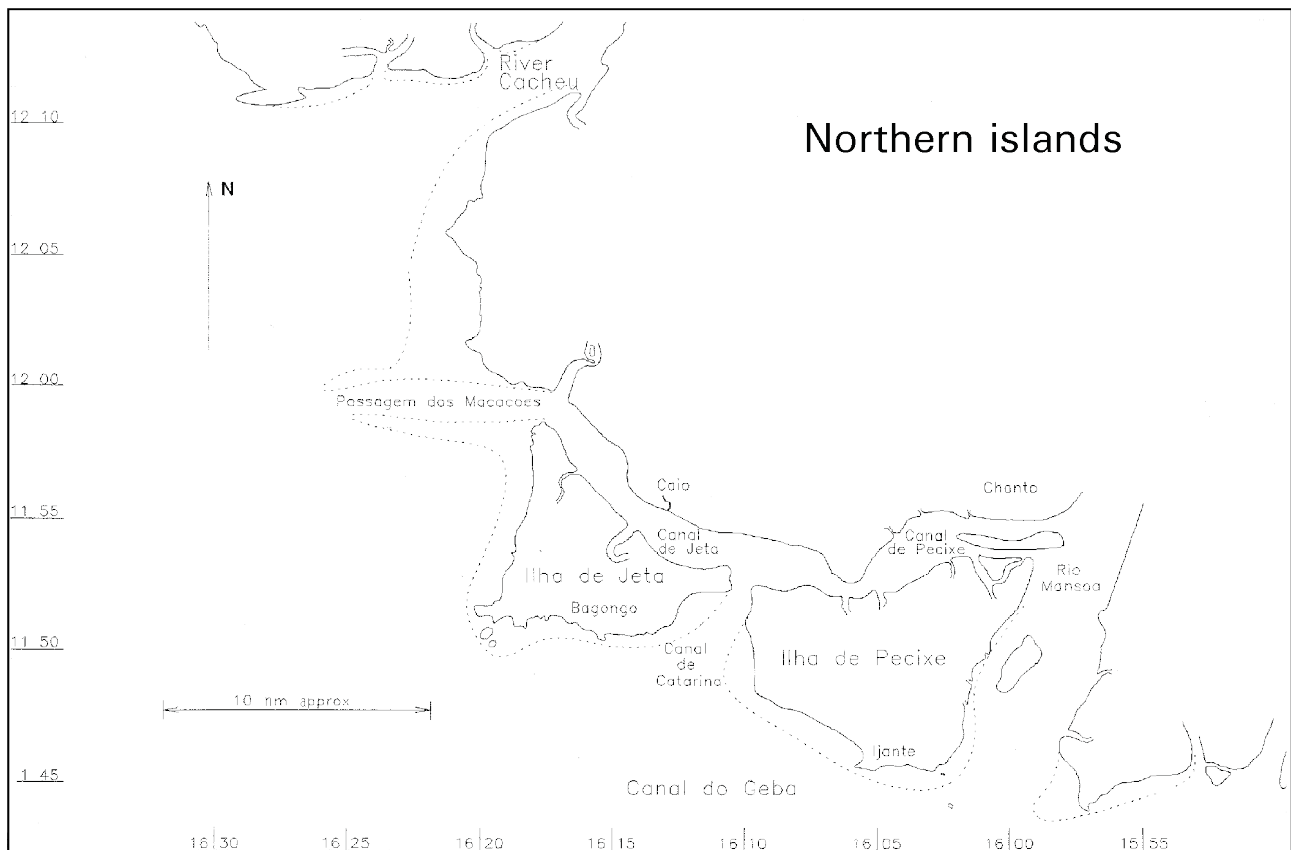 River
Cacheu
12 10
Northern islands
N
12 05
12 00
Passagem das Macacoes
Caio
Chanto
11 55
Canal
de Jeta
Canal
de Pecixe
Ilha de Jeta
Rio
Mansoa
Bagongo
11 50
Canal
de
Catarina
Ilha de Pecixe
10 nm approx
Ijante
1 45
Canal do Geba
16 30
16 25
16 20
16 15
16 10
16 05
16 00
15 55